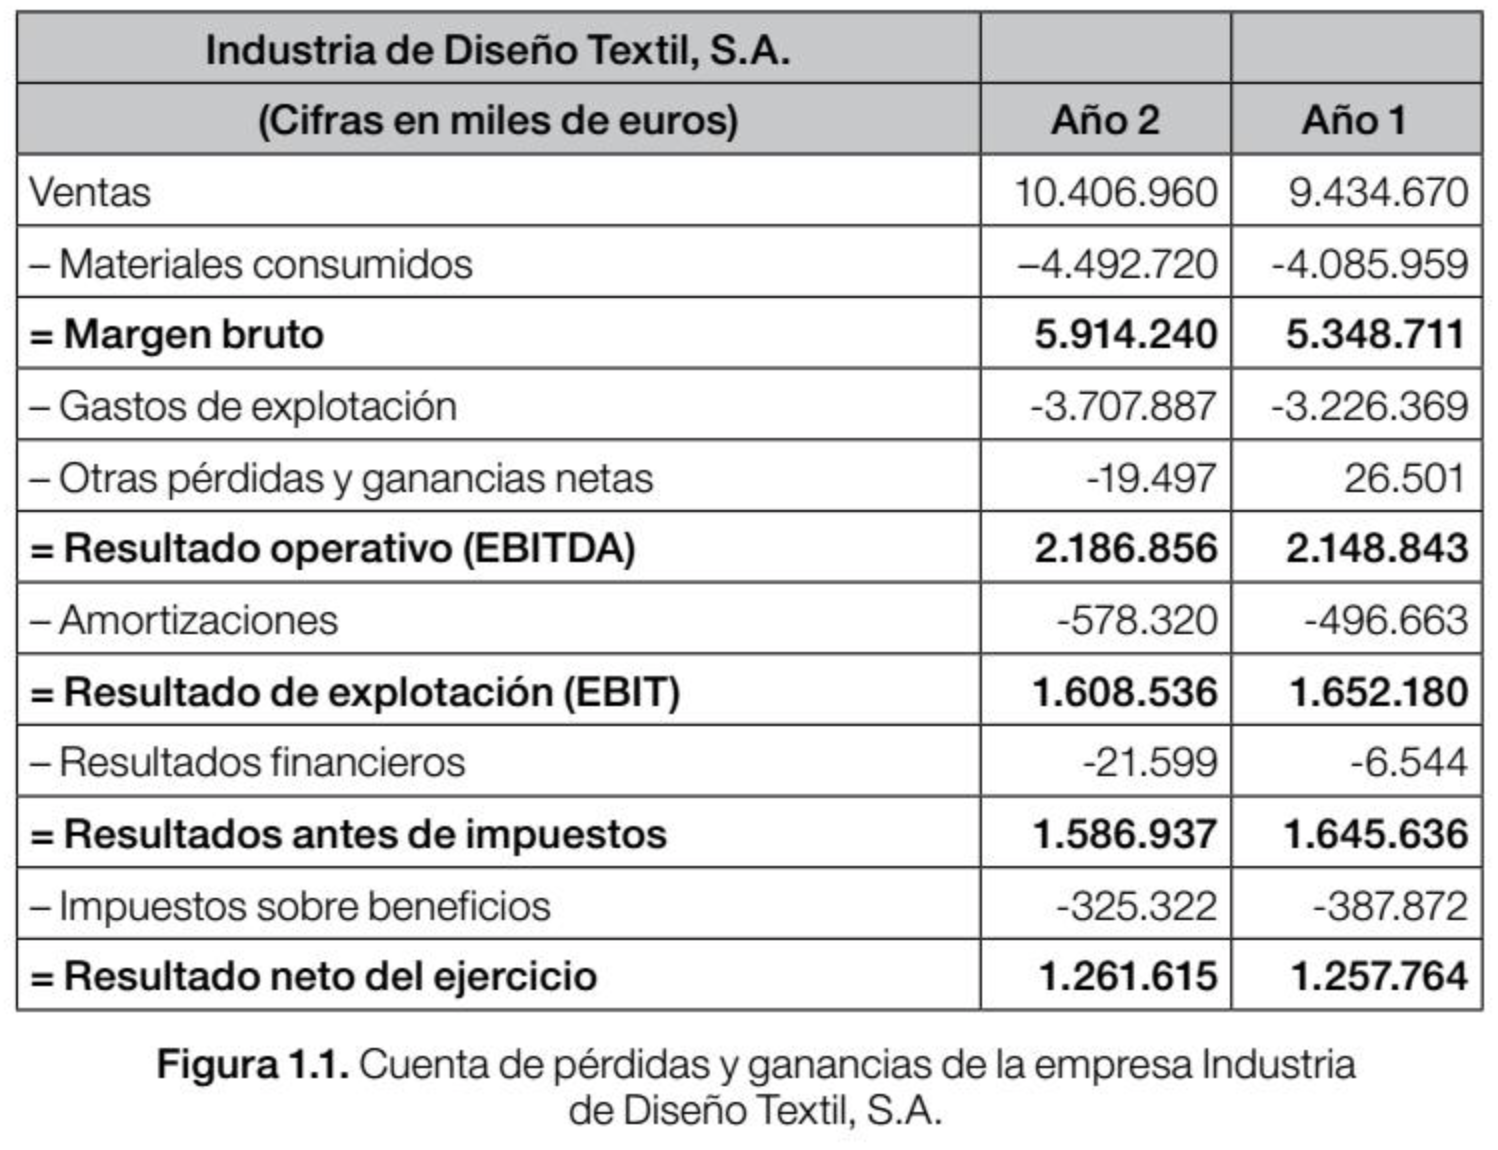 Industria de Diseño Textil, S.A.
(Cifras en miles de euros) Año 2 Año 1
Ventas 10.406.960 9.434.670
– Materiales consumidos –4.492.720 -4.085.959
= Margen bruto 5.914.240 5.348.711
– Gastos de explotación -3.707.887 -3.226.369
– Otras pérdidas y ganancias netas -19.497 26.501
= Resultado operativo (EBITDA) 2.186.856 2.148.843
– Amortizaciones -578.320 -496.663
= Resultado de explotación (EBIT) 1.608.536 1.652.180
– Resultados financieros -21.599 -6.544
= Resultados antes de impuestos 1.586.937 1.645.636
– Impuestos sobre beneficios -325.322 -387.872
= Resultado neto del ejercicio 1.261.615 1.257.764
Figura 1.1. Cuenta de pérdidas y ganancias de la empresa Industria
de Diseño Textil, S.A.